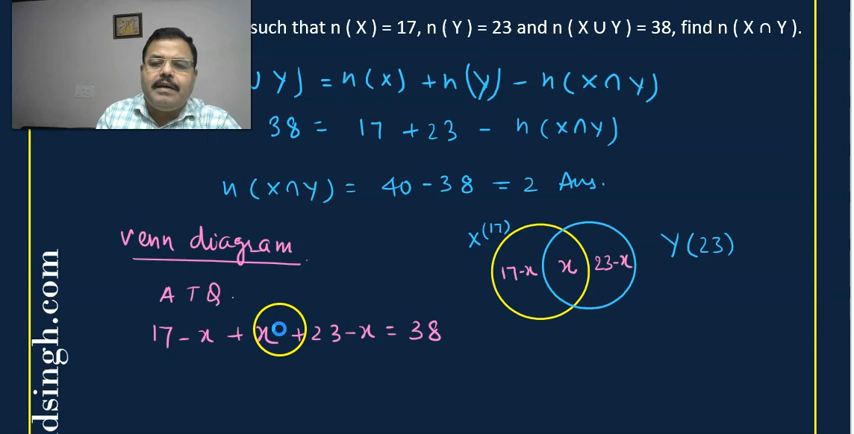 such that n ( X ) = 17, n ( Y ) = 23 and n ( X ∪ Y ) = 38, find n ( X ∩ Y ).
∪ Y) = n(x) + n(y) - n(x∩y)
38 = 17 + 23 - n(x∩y)
n(x∩y) = 40 - 38 = 2 Ans.
Venn diagram
X(17)
Y(23)
17-x
x
23-x
A T Q.
17 - x + x + 23 - x = 38
dsingh.com